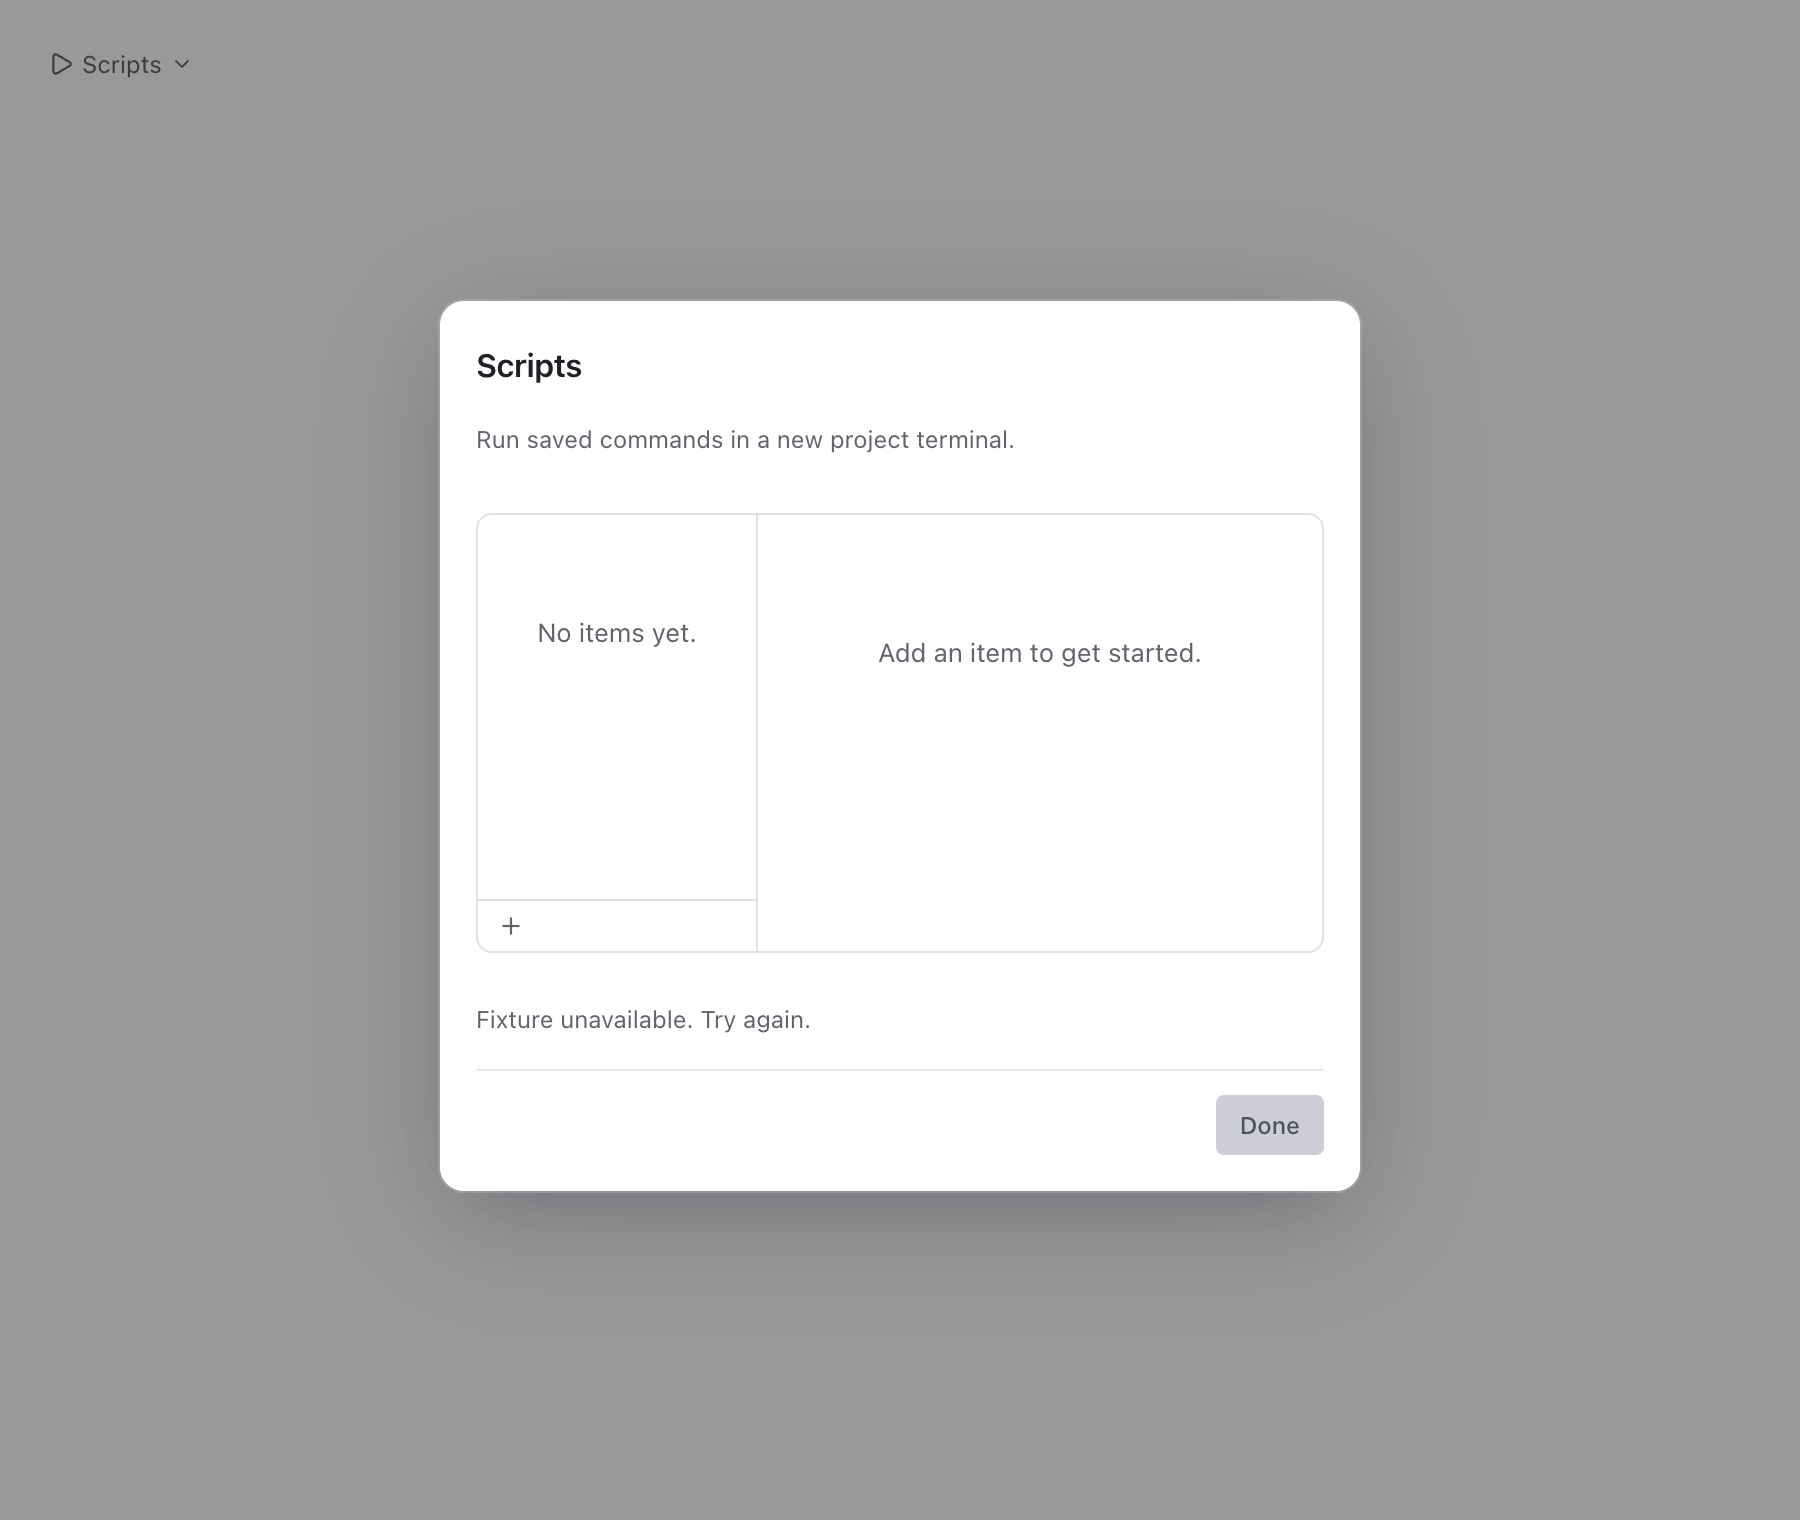 Scripts
Scripts
Run saved commands in a new project terminal.
No items yet.
Add an item to get started.
Fixture unavailable. Try again.
Done